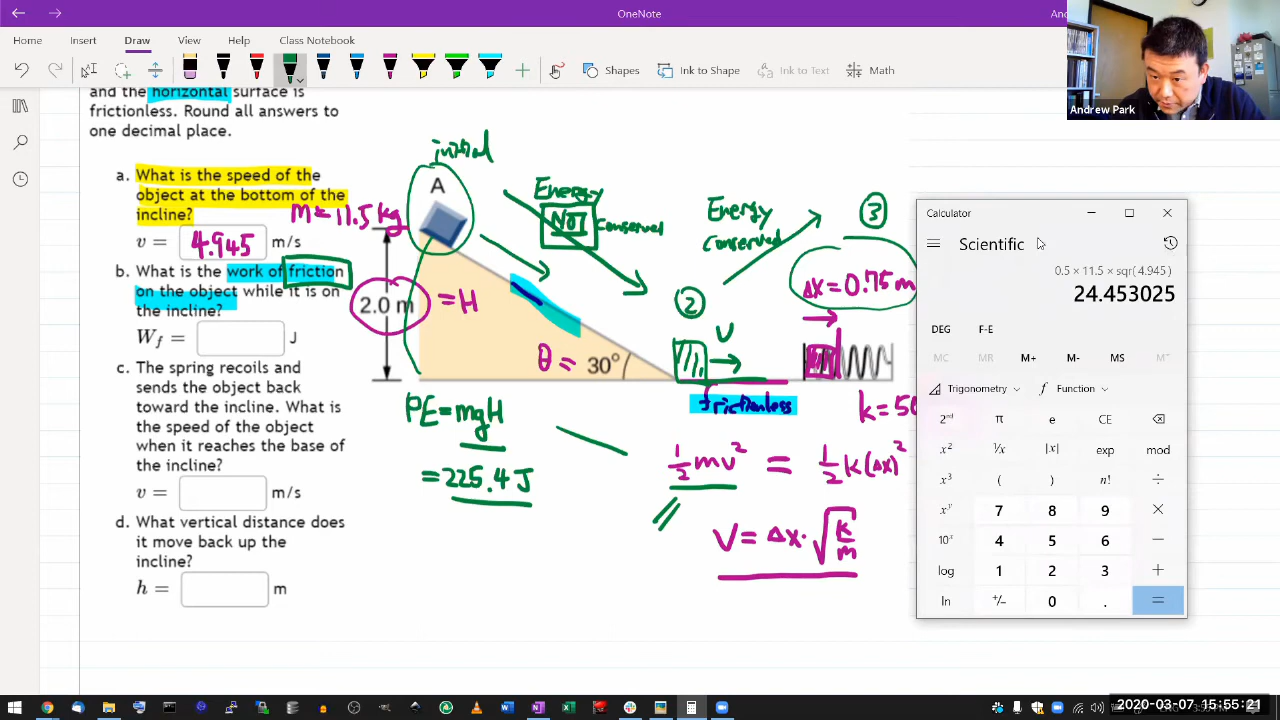 OneNote
And
Home Insert Draw View Help Class Notebook
Shapes Ink to Shape Ink to Text Math
Andrew Park
and the horizontal surface is
frictionless. Round all answers to
one decimal place.
a. What is the speed of the
object at the bottom of the
incline?
v = 4.945 m/s
b. What is the work of friction
on the object while it is on
the incline?
W_f = J
c. The spring recoils and
sends the object back
toward the incline. What is
the speed of the object
when it reaches the base of
the incline?
v = m/s
d. What vertical distance does
it move back up the
incline?
h = m
initial
A
M = 11.5 kg
2.0 m = H
Energy
NOT
Conserved
θ = 30°
Energy
Conserved
③
Δx = 0.75 m
②
V
frictionless
k = 50
PE = mgH
= 225.4 J
½mv² = ½k(Δx)²
V = Δx·√(k/m)
Calculator
Scientific
0.5 × 11.5 × sqr( 4.945 )
24.453025
DEG F-E
MC MR M+ M- MS M˅
Trigonometry Function
2ⁿᵈ π e CE
x² ¹/x |x| exp mod
x³ ( ) n! ÷
xʸ 7 8 9 ×
10ˣ 4 5 6 −
log 1 2 3 +
ln +/− 0 . =
2020-03-07 15:55:21